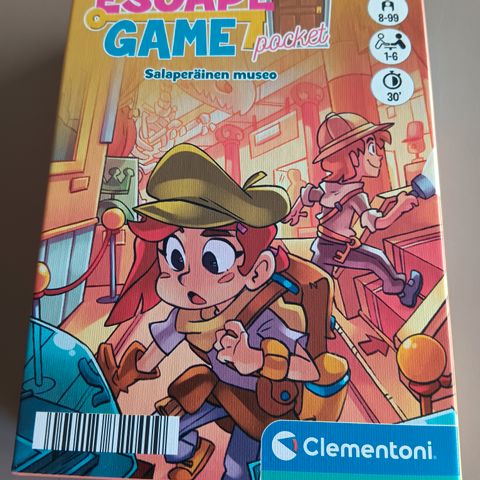 ESCAPE
GAME pocket
Salaperäinen museo
8-99
1-6
30'
Clementoni®